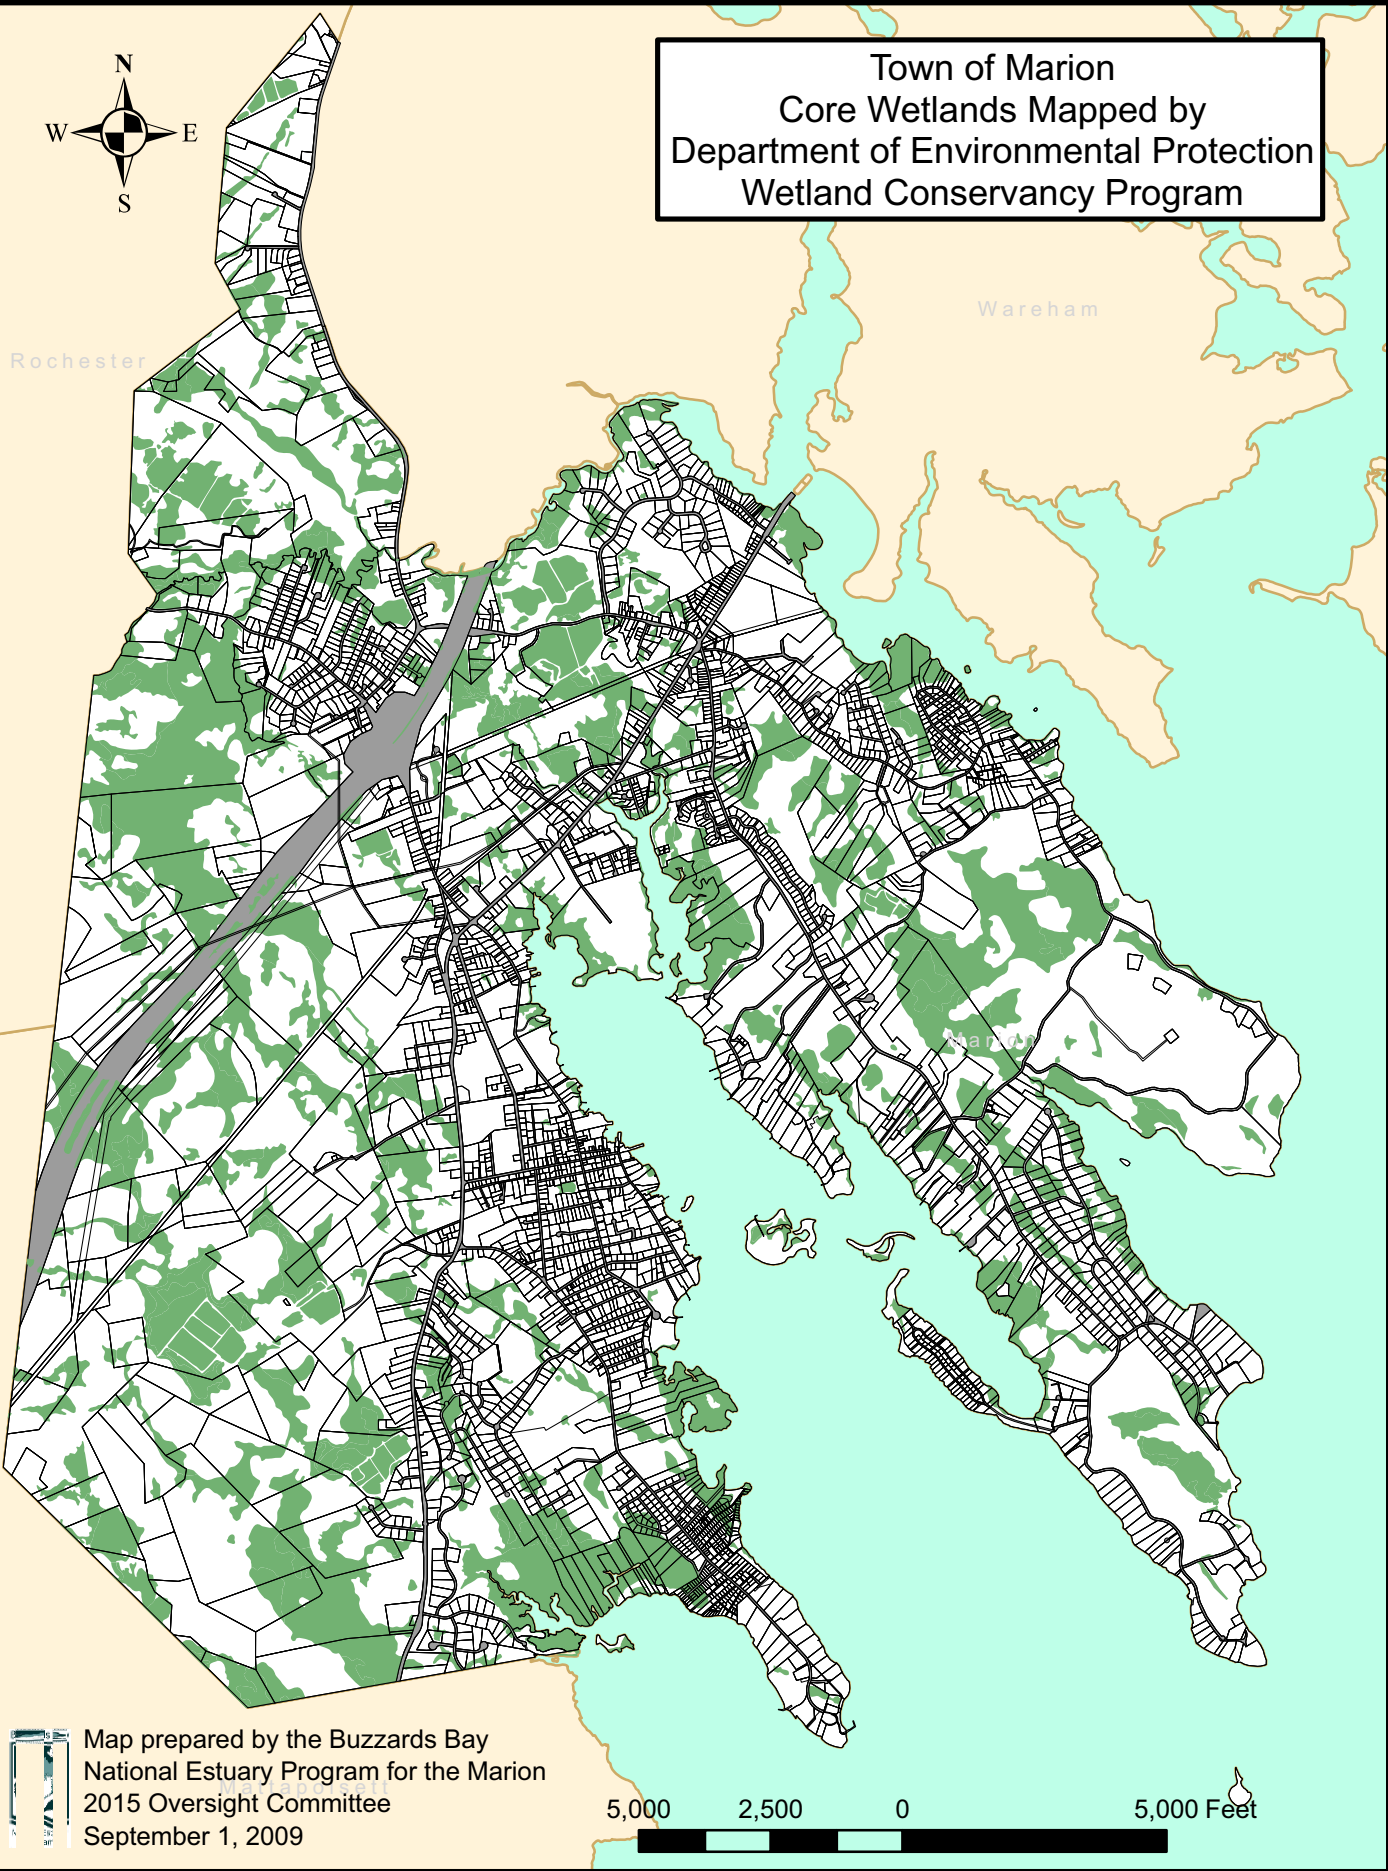 N
W E
S
Town of Marion
Core Wetlands Mapped by
Department of Environmental Protection
Wetland Conservancy Program
Wareham
Rochester
Marion
Map prepared by the Buzzards Bay
National Estuary Program for the Marion
Mattapoisett
2015 Oversight Committee
September 1, 2009
5,000 2,500 0 5,000 Feet